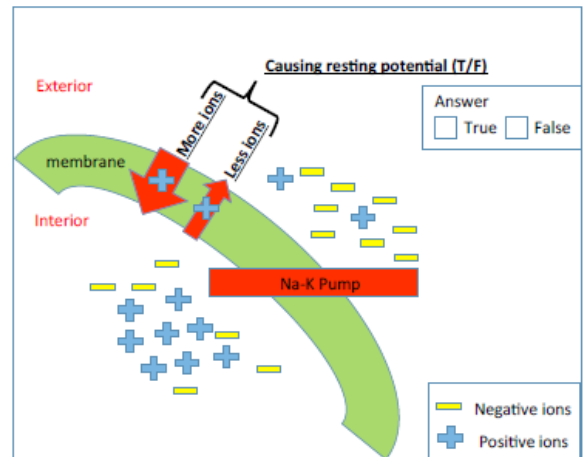 Causing resting potential (T/F)
Exterior
More ions
Less ions
Answer
True False
membrane
Interior
Na-K Pump
Negative ions
Positive ions